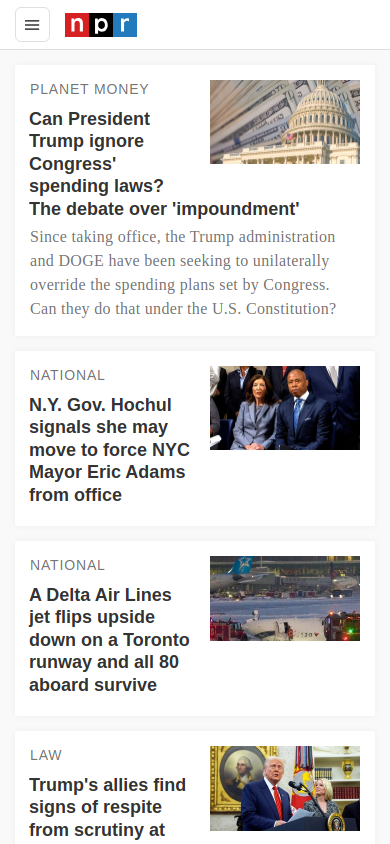 npr
PLANET MONEY
Can President
Trump ignore
Congress'
spending laws?
The debate over 'impoundment'
Since taking office, the Trump administration
and DOGE have been seeking to unilaterally
override the spending plans set by Congress.
Can they do that under the U.S. Constitution?
NATIONAL
N.Y. Gov. Hochul
signals she may
move to force NYC
Mayor Eric Adams
from office
NATIONAL
A Delta Air Lines
jet flips upside
down on a Toronto
runway and all 80
aboard survive
LAW
Trump's allies find
signs of respite
from scrutiny at